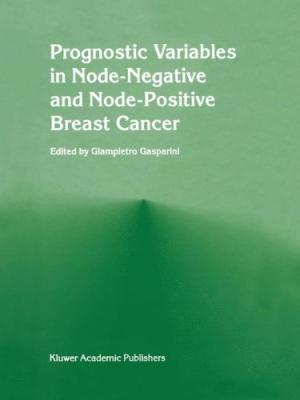 Prognostic Variables
in Node-Negative
and Node-Positive
Breast Cancer
Edited by Giampietro Gasparini
Kluwer Academic Publishers